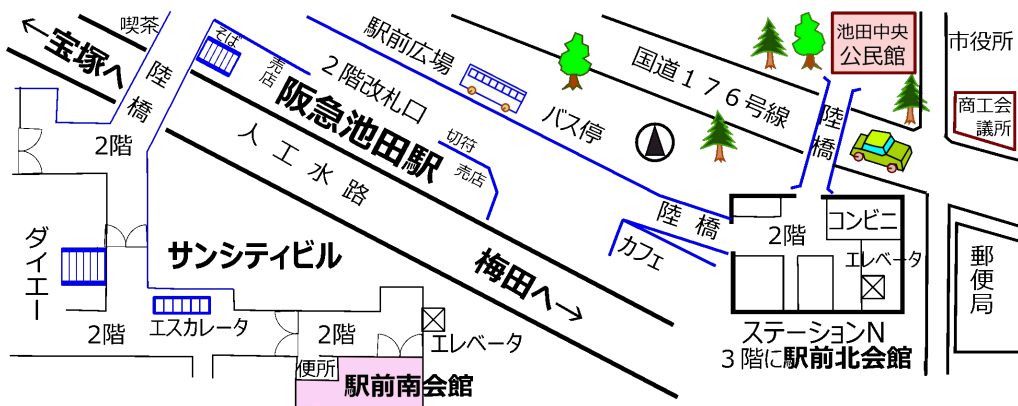 喫茶
←宝塚へ
陸橋
2階
そば
売店
駅前広場
2階改札口
阪急池田駅
切符
売店
人工水路
バス停
国道176号線
池田中央
公民館
市役所
商工会
議所
陸橋
陸橋
カフェ
2階
コンビニ
エレベータ
郵便局
ステーションN
3階に駅前北会館
梅田へ→
サンシティビル
ダイエー
2階
エスカレータ
2階
エレベータ
便所
駅前南会館